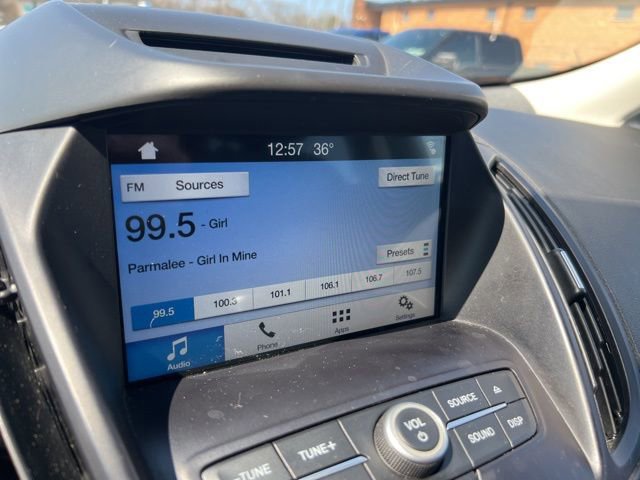 12:57 36°
FM Sources
Direct Tune
99.5 - Girl
Parmalee - Girl In Mine
Presets
99.5 100.3 101.1 106.1 106.7 107.5
Audio Phone Apps Settings
VOL
SOURCE
-TUNE TUNE+ SOUND DISP